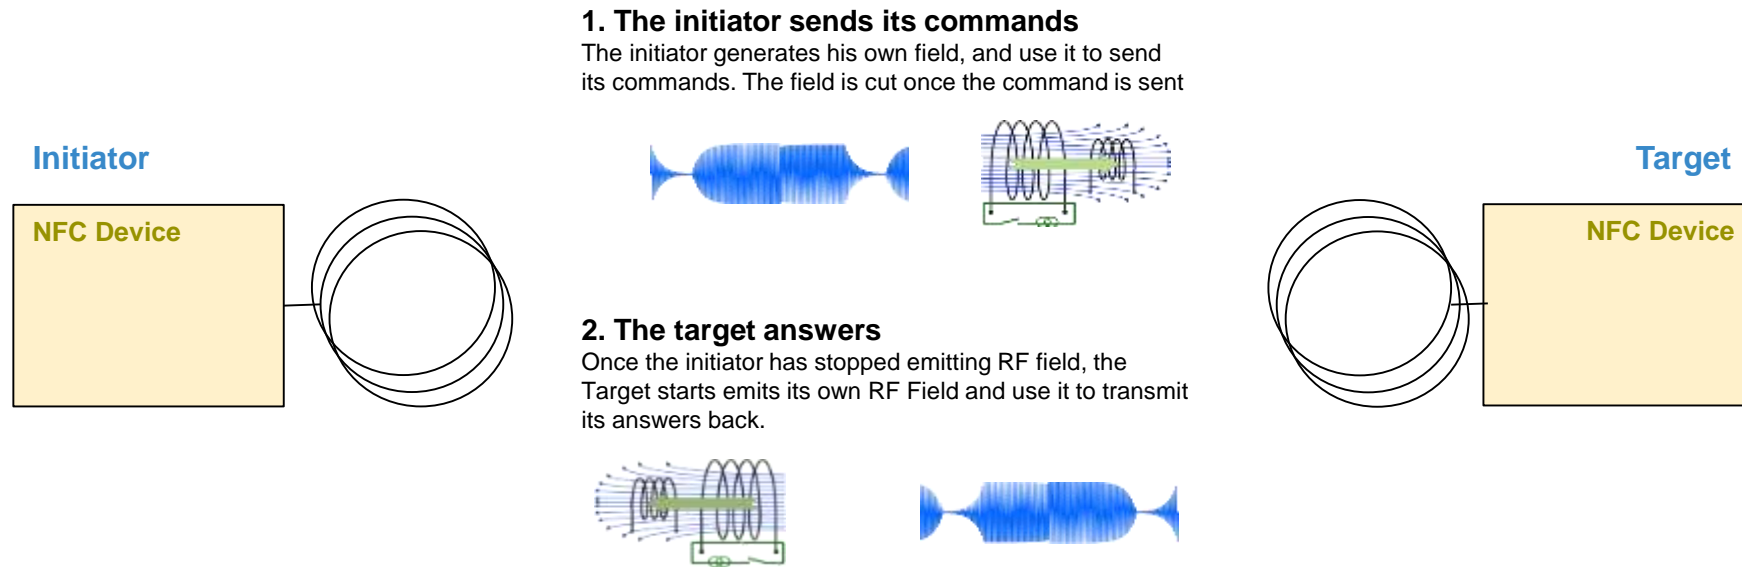 1. The initiator sends its commands
The initiator generates his own field, and use it to send
its commands. The field is cut once the command is sent
Initiator
NFC Device
Target
NFC Device
2. The target answers
Once the initiator has stopped emitting RF field, the
Target starts emits its own RF Field and use it to transmit
its answers back.